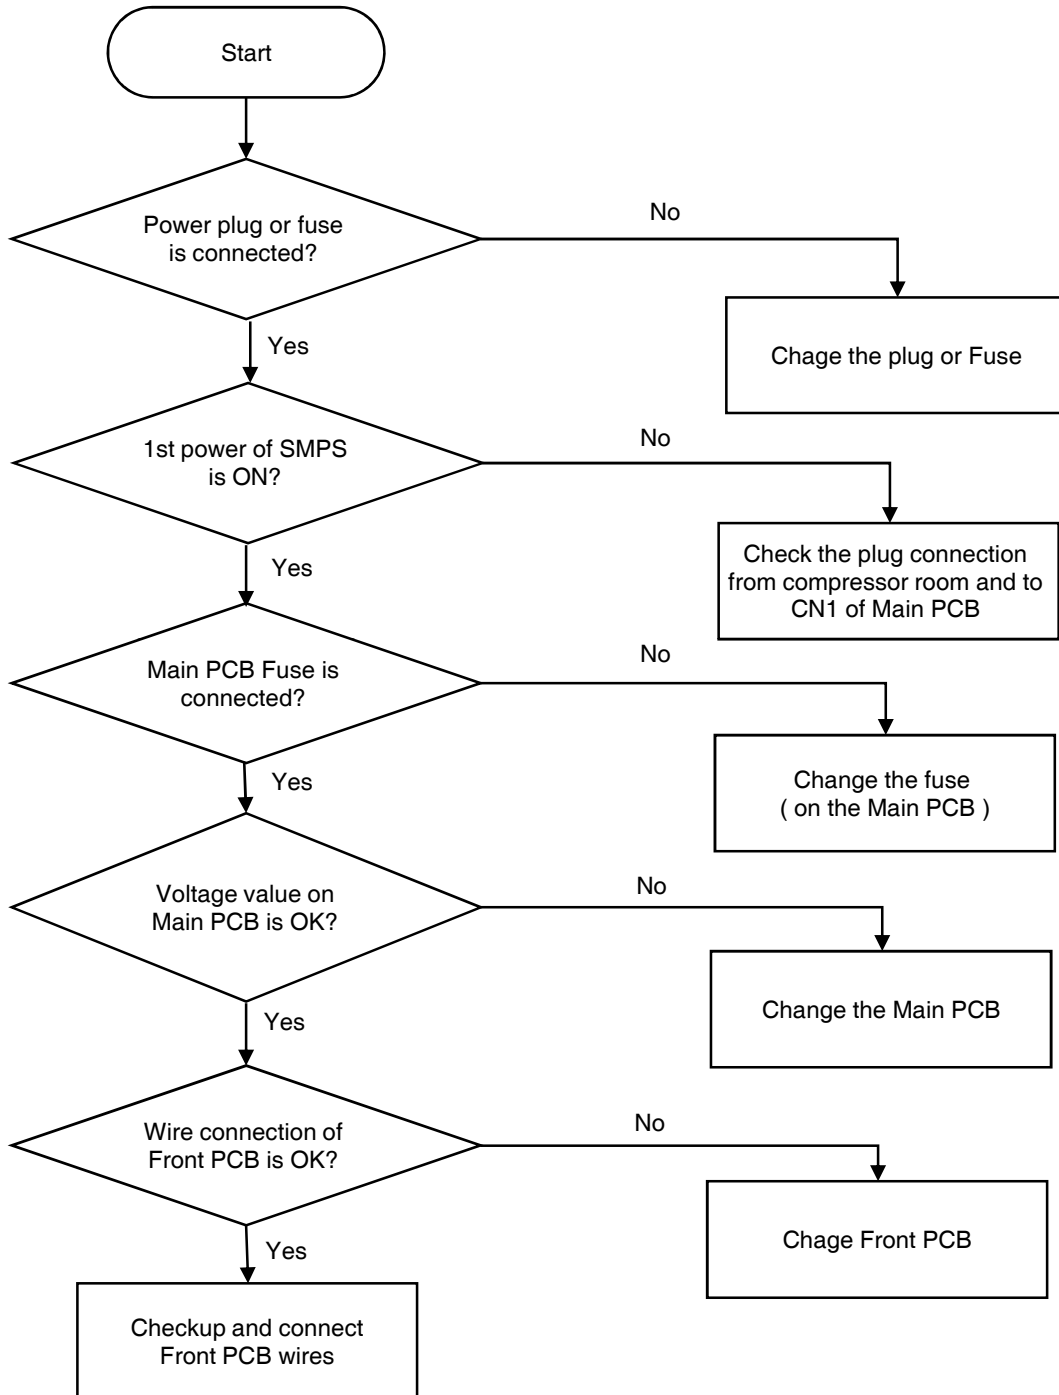 Start
Power plug or fuse
is connected?
No
Chage the plug or Fuse
Yes
1st power of SMPS
is ON?
No
Check the plug connection
from compressor room and to
CN1 of Main PCB
Yes
Main PCB Fuse is
connected?
No
Change the fuse
( on the Main PCB )
Yes
Voltage value on
Main PCB is OK?
No
Change the Main PCB
Yes
Wire connection of
Front PCB is OK?
No
Chage Front PCB
Yes
Checkup and connect
Front PCB wires